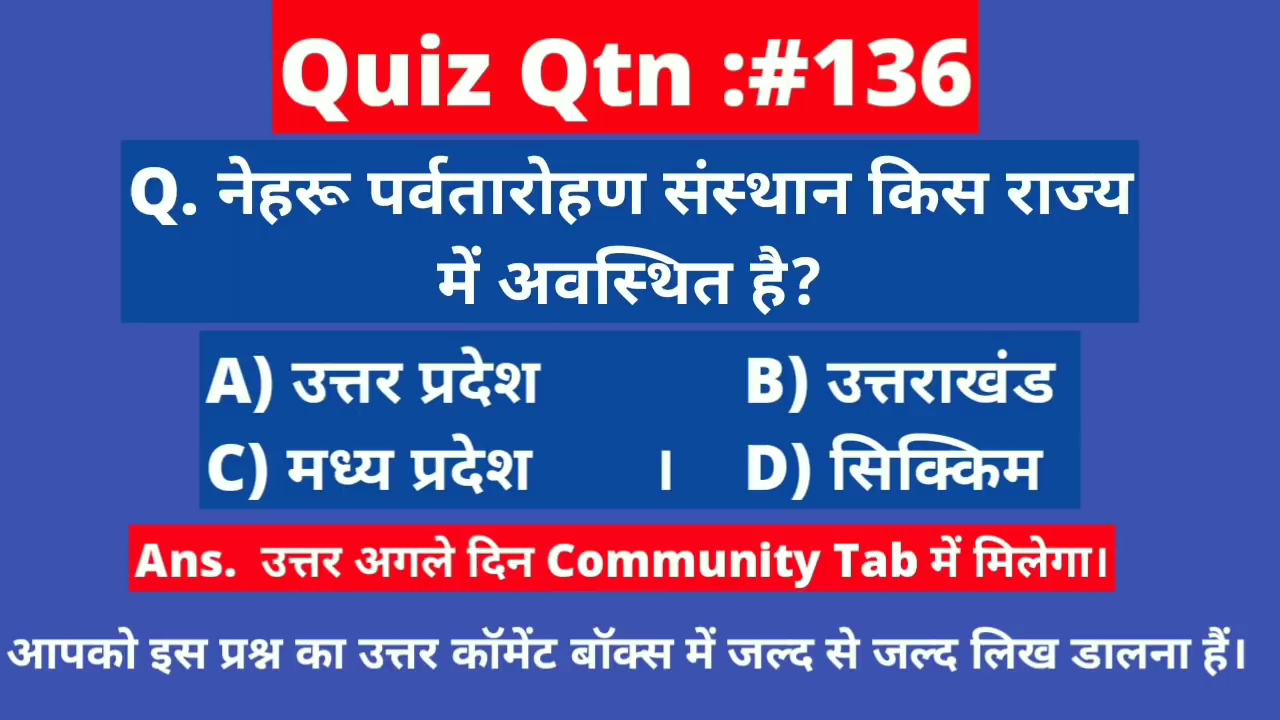 Quiz Qtn :#136
Q. नेहरू पर्वतारोहण संस्थान किस राज्य
में अवस्थित है?
A) उत्तर प्रदेश B) उत्तराखंड
C) मध्य प्रदेश । D) सिक्किम
Ans. उत्तर अगले दिन Community Tab में मिलेगा।
आपको इस प्रश्न का उत्तर कॉमेंट बॉक्स में जल्द से जल्द लिख डालना हैं।